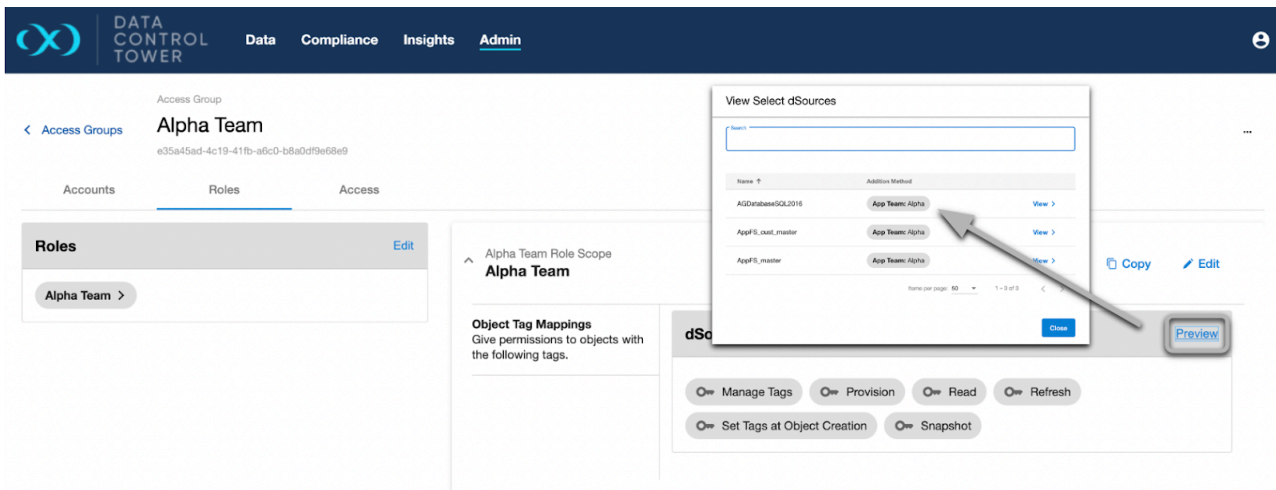 DATA
CONTROL
TOWER
Data Compliance Insights Admin
Access Group
Access Groups
Alpha Team
e35a45ad-4c19-41fb-a6c0-b8a0df9e68e9
...
Accounts Roles Access
Roles Edit
Alpha Team
Alpha Team Role Scope
Alpha Team
Copy Edit
Object Tag Mappings
Give permissions to objects with
the following tags.
dSo
Preview
Manage Tags Provision Read Refresh
Set Tags at Object Creation Snapshot
View Select dSources
Search
Name Addition Method
AGDatabaseSQL2016 App Team: Alpha View
AppFS_cust_master App Team: Alpha View
AppFS_master App Team: Alpha View
Items per page: 50 1 – 3 of 3
Close